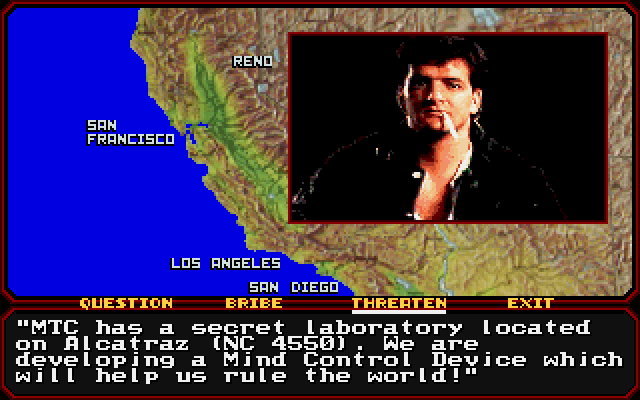 RENO
SAN
FRANCISCO
LOS ANGELES
SAN DIEGO
QUESTION BRIBE THREATEN EXIT
"MTC has a secret laboratory located
on Alcatraz (NC 4550). We are
developing a Mind Control Device which
will help us rule the world!"